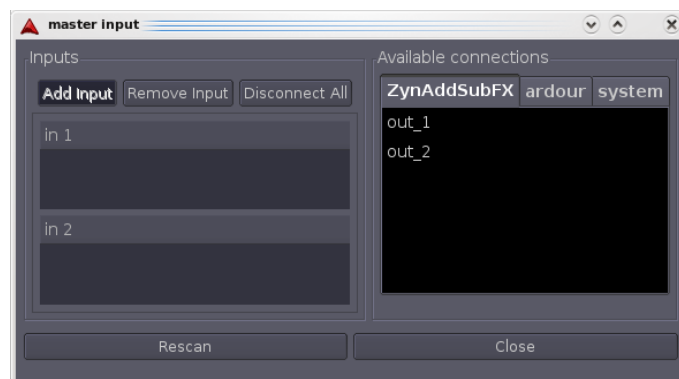 master input
Inputs
Add Input Remove Input Disconnect All
in 1
in 2
Available connections
ZynAddSubFX ardour system
out_1
out_2
Rescan
Close